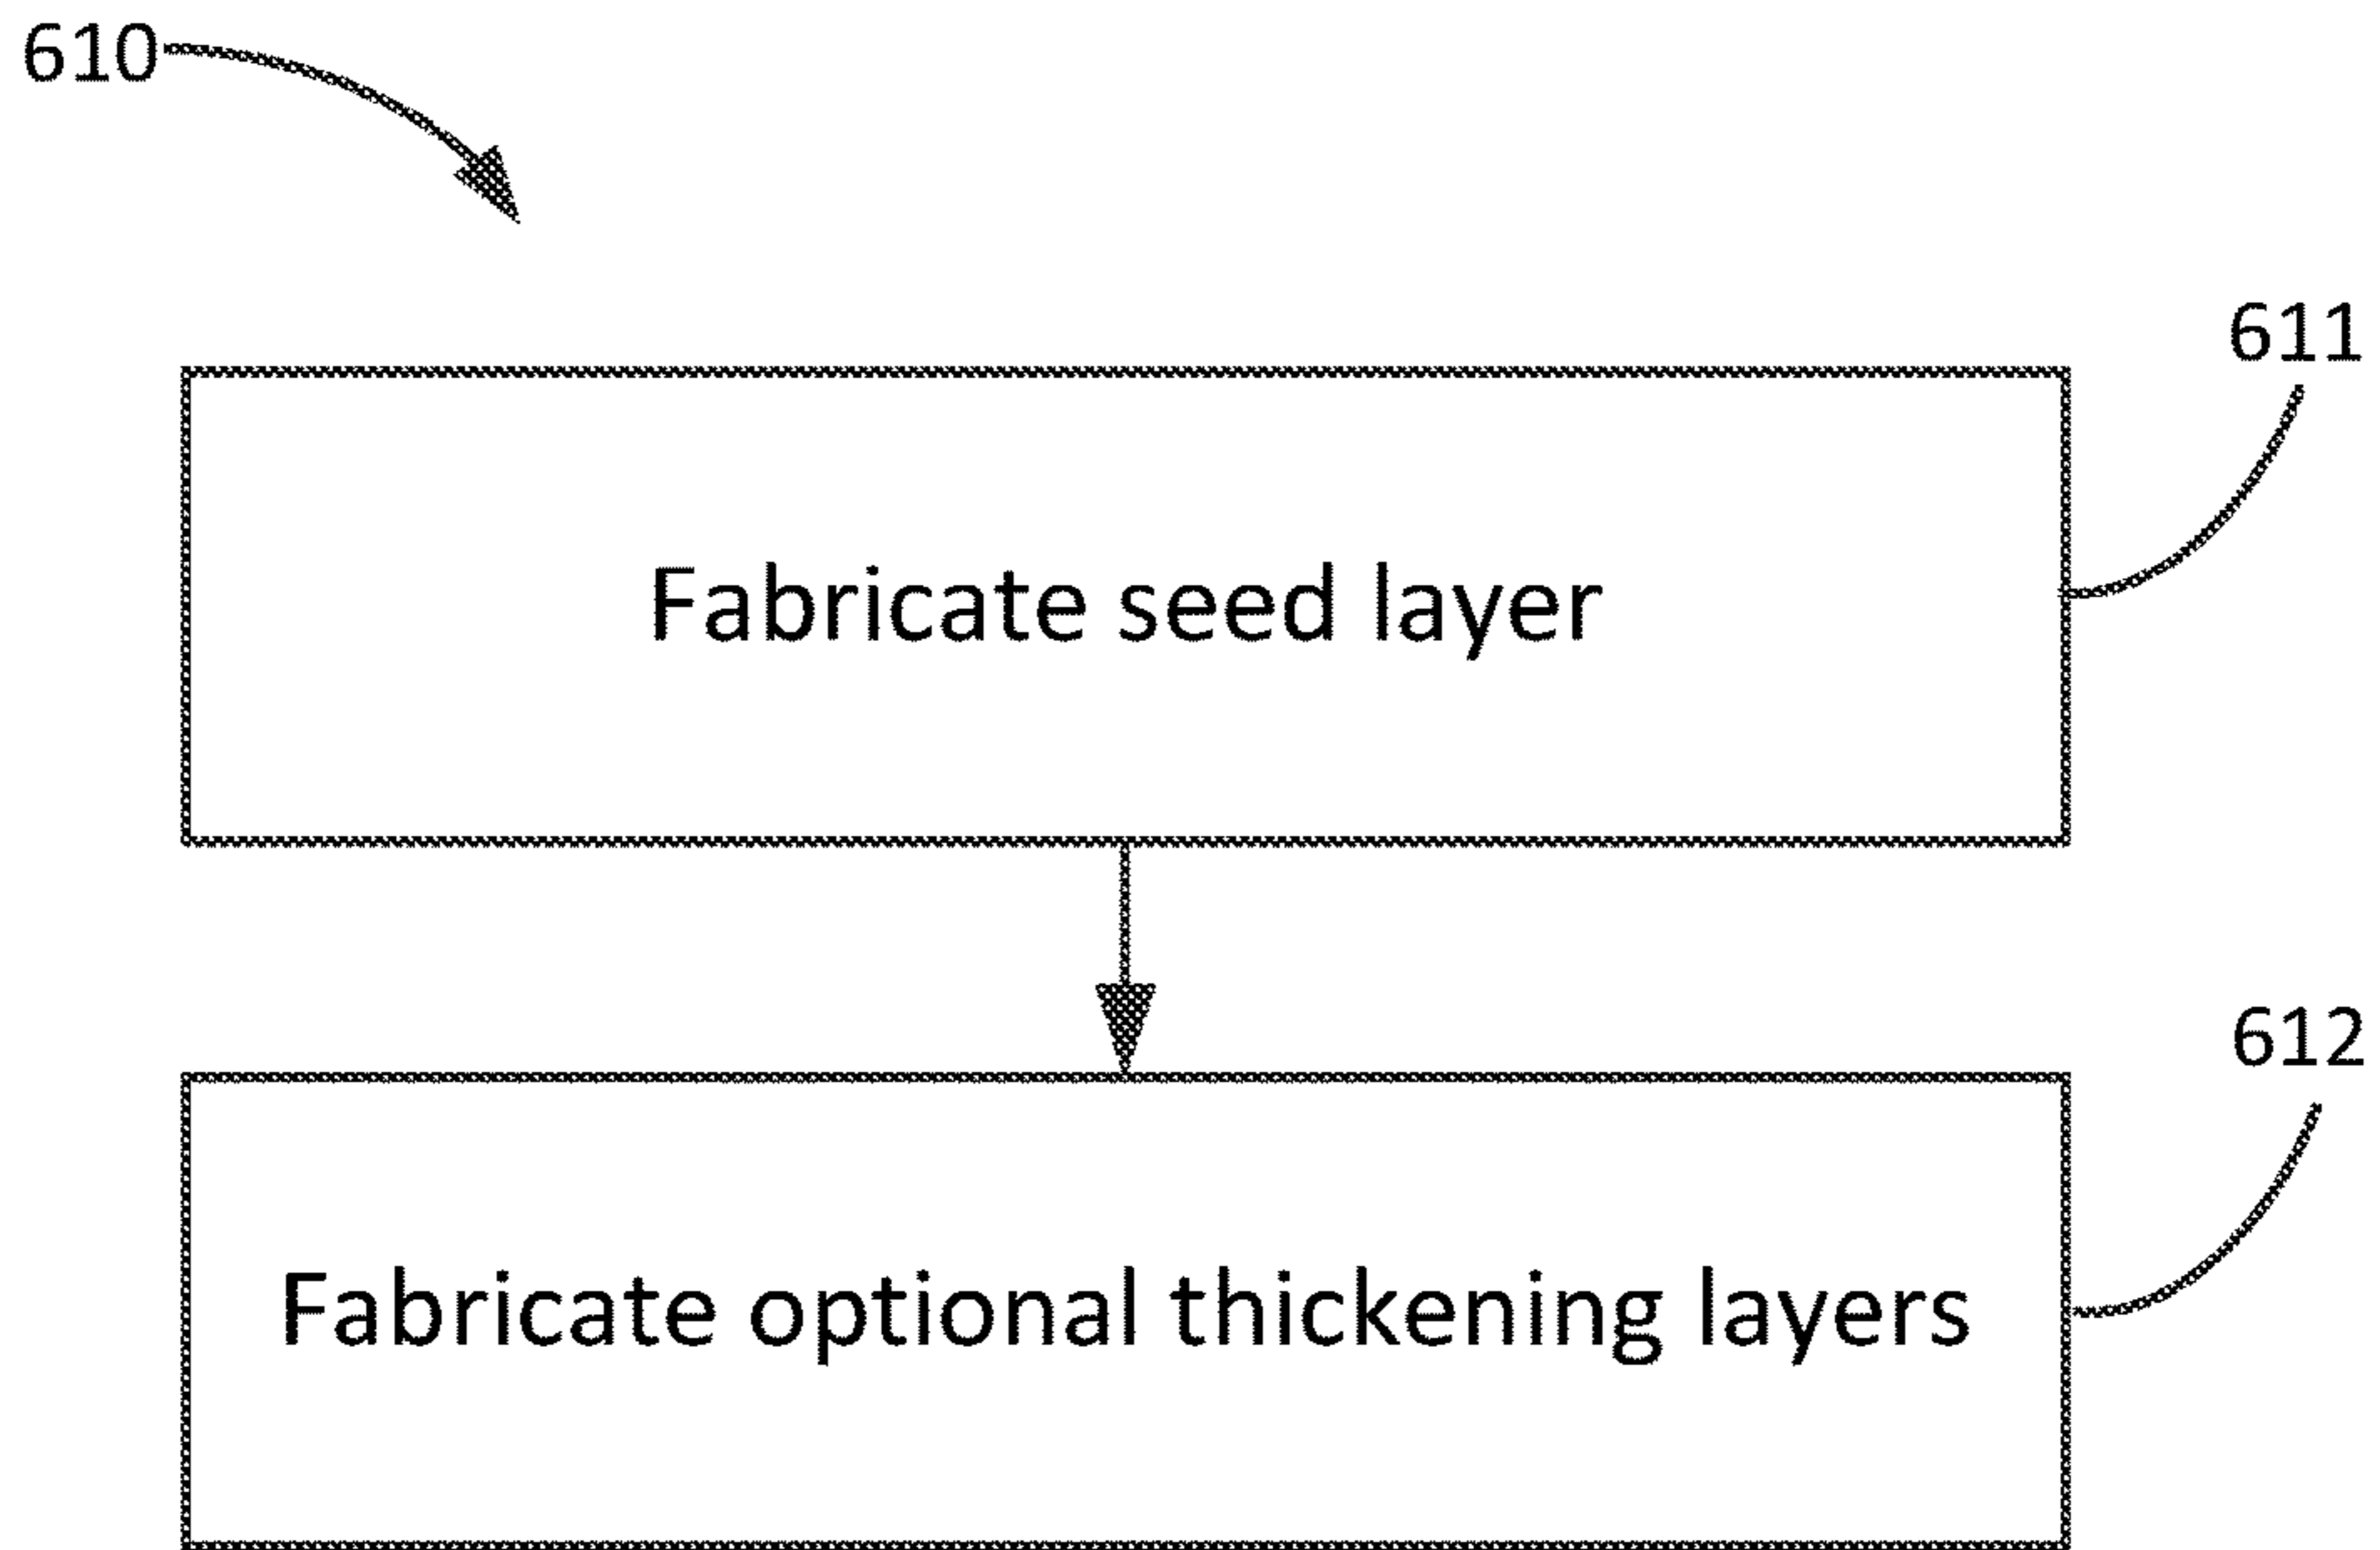 610
611
Fabricate seed layer
612
Fabricate optional thickening layers